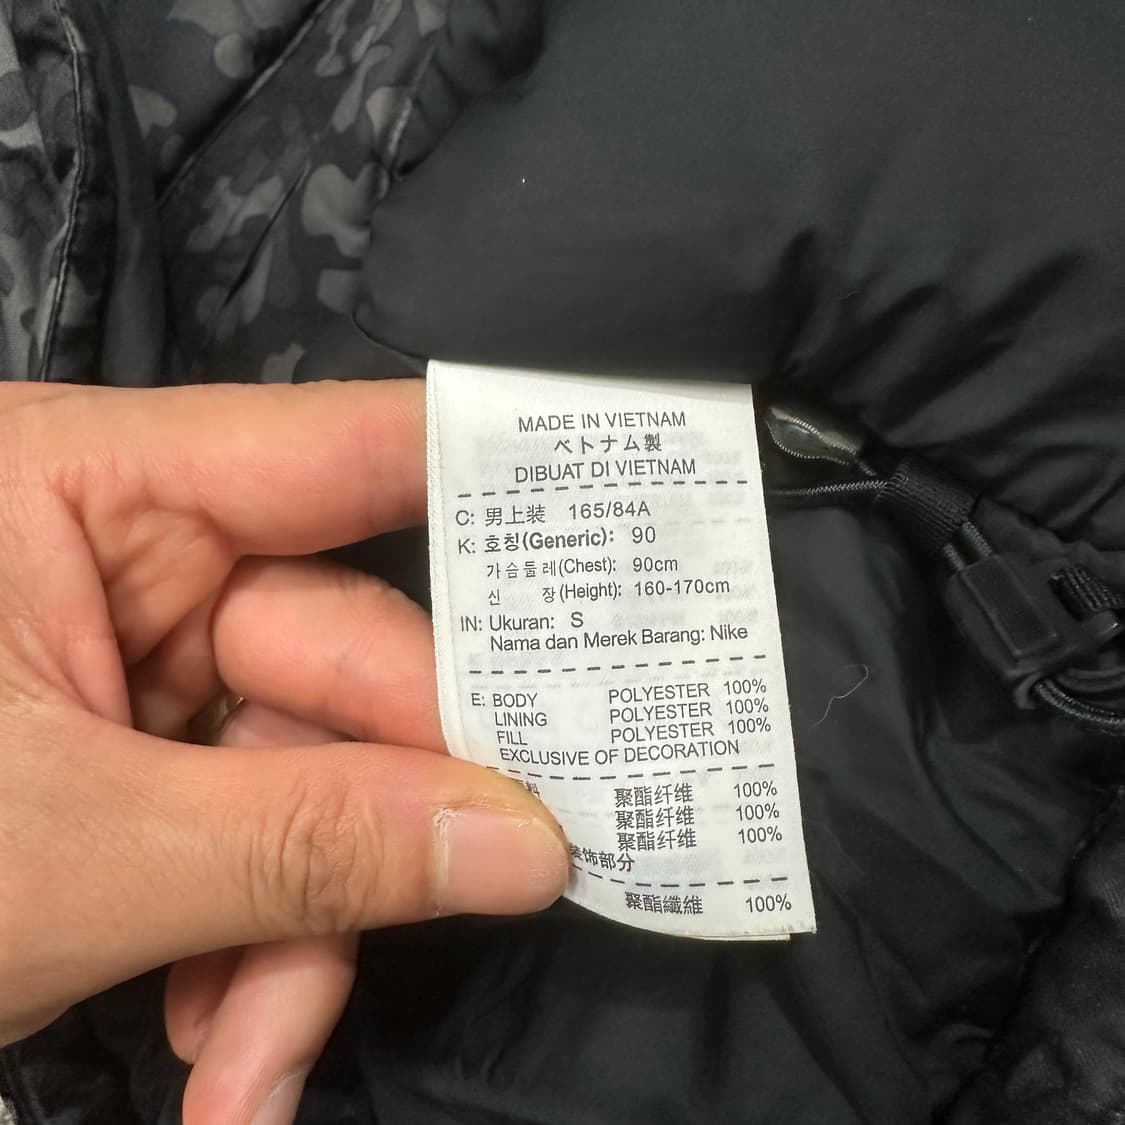 MADE IN VIETNAM
ベトナム製
DIBUAT DI VIETNAM
C: 男上装 165/84A
K: 호칭(Generic): 90
가슴둘레(Chest): 90cm
신 장(Height): 160-170cm
IN: Ukuran: S
Nama dan Merek Barang: Nike
E: BODY POLYESTER 100%
LINING POLYESTER 100%
FILL POLYESTER 100%
EXCLUSIVE OF DECORATION
聚酯纤维 100%
聚酯纤维 100%
聚酯纤维 100%
装饰部分
聚酯纖維 100%